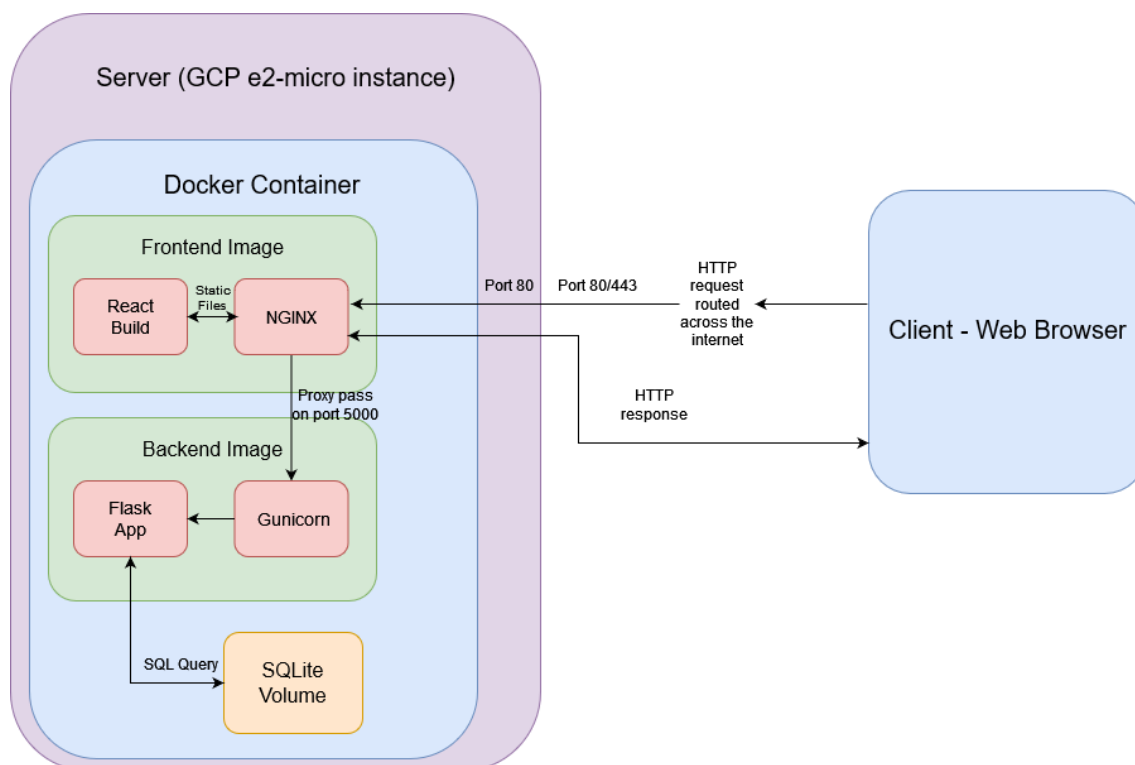 Server (GCP e2-micro instance)
Docker Container
Frontend Image
React
Build
Static
Files
NGINX
Port 80
Port 80/443
HTTP
request
routed
across the
internet
Client - Web Browser
Proxy pass
on port 5000
HTTP
response
Backend Image
Flask
App
Gunicorn
SQL Query
SQLite
Volume